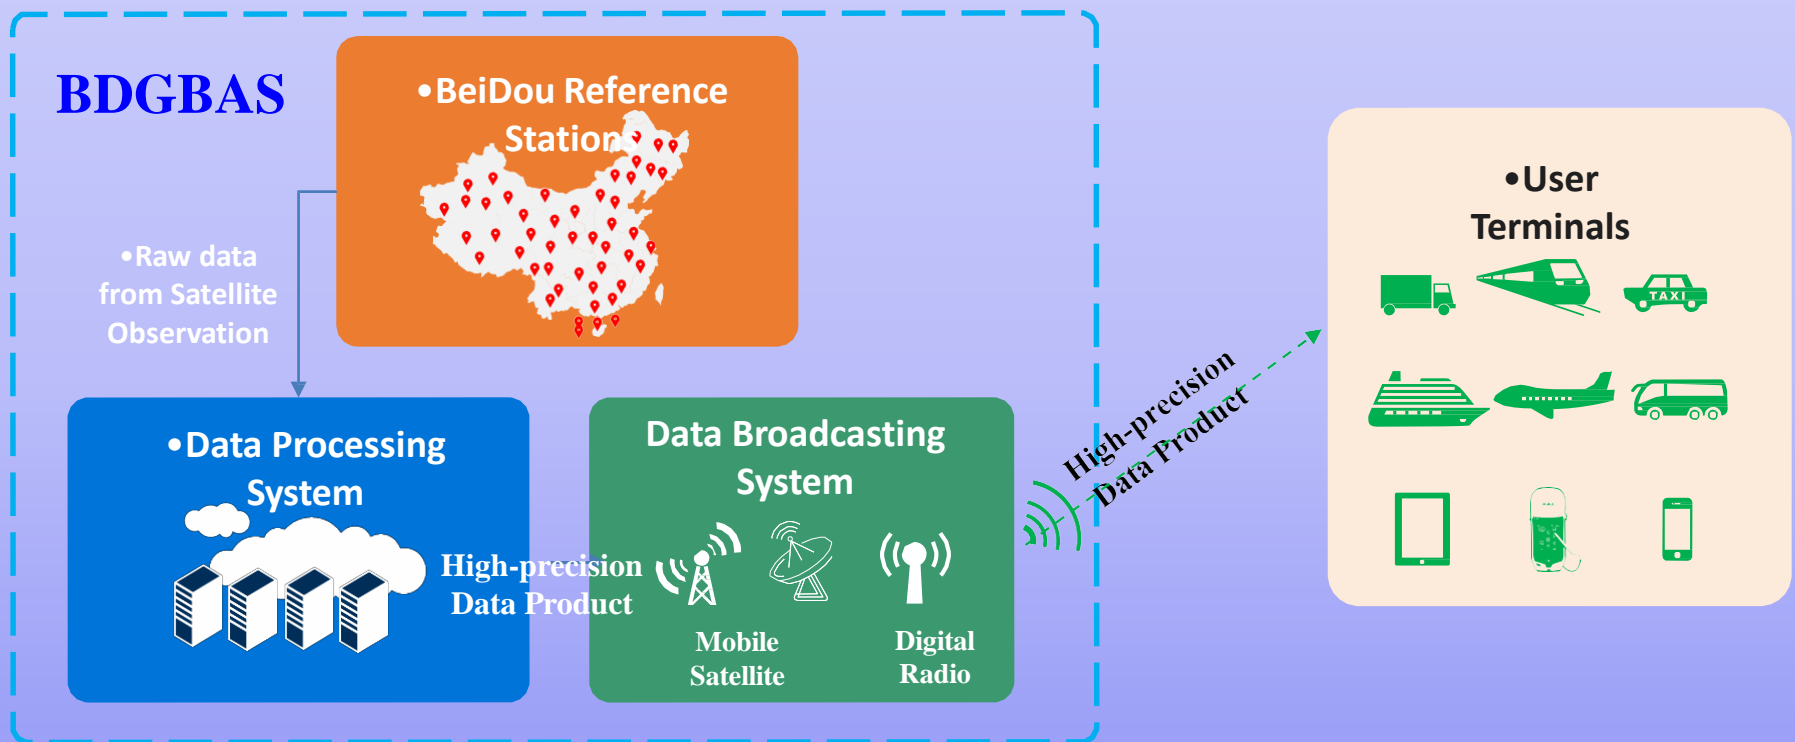 BDGBAS
•BeiDou Reference
Stations
•Raw data
from Satellite
Observation
•Data Processing
System
High-precision
Data Product
Data Broadcasting
System
Mobile
Satellite
Digital
Radio
High-precision
Data Product
•User
Terminals
TAXI